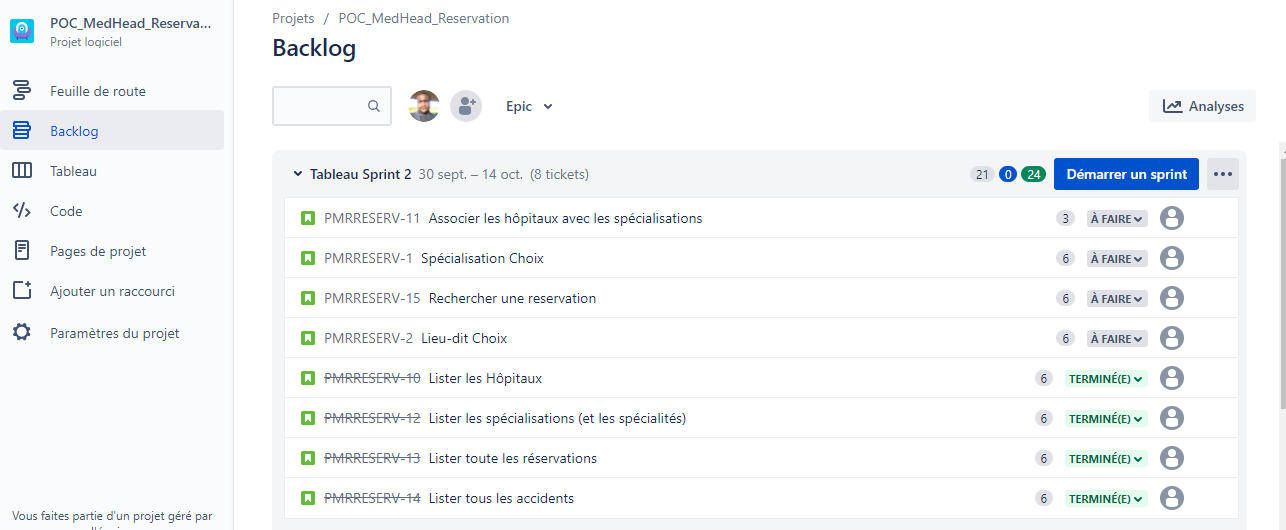 POC_MedHead_Reserva...
Projet logiciel
Feuille de route
Backlog
Tableau
Code
Pages de projet
Ajouter un raccourci
Paramètres du projet
Vous faites partie d'un projet géré par
Projets / POC_MedHead_Reservation
Backlog
Epic
Analyses
Tableau Sprint 2 30 sept. – 14 oct. (8 tickets) 21 0 24 Démarrer un sprint
PMRRESERV-11 Associer les hôpitaux avec les spécialisations 3 À FAIRE
PMRRESERV-1 Spécialisation Choix 6 À FAIRE
PMRRESERV-15 Rechercher une reservation 6 À FAIRE
PMRRESERV-2 Lieu-dit Choix 6 À FAIRE
PMRRESERV-10 Lister les Hôpitaux 6 TERMINÉ(E)
PMRRESERV-12 Lister les spécialisations (et les spécialités) 6 TERMINÉ(E)
PMRRESERV-13 Lister toute les réservations 6 TERMINÉ(E)
PMRRESERV-14 Lister tous les accidents 6 TERMINÉ(E)